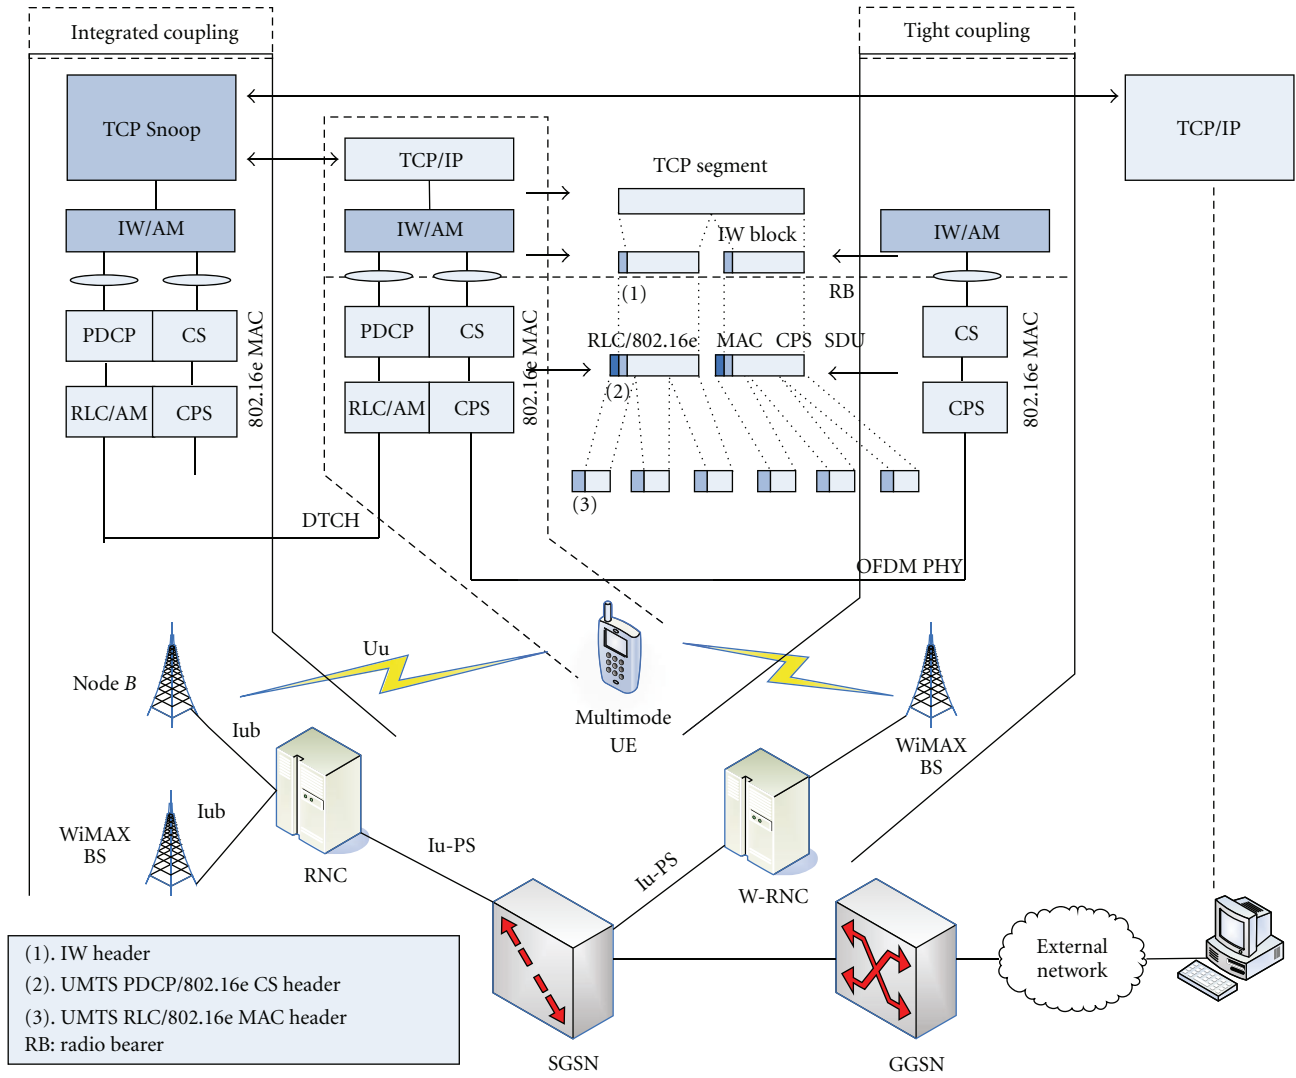 Integrated coupling
Tight coupling
TCP Snoop
TCP/IP
TCP/IP
TCP segment
IW/AM
IW/AM
IW block
IW/AM
(1)
RB
PDCP
CS
802.16e MAC
PDCP
CS
802.16e MAC
RLC/802.16e MAC CPS SDU
CS
802.16e MAC
(2)
RLC/AM
CPS
RLC/AM
CPS
CPS
(3)
DTCH
OFDM PHY
Uu
Node B
Iub
Multimode
UE
WiMAX
BS
Iub
WiMAX
BS
RNC
Iu-PS
Iu-PS
W-RNC
External
network
(1). IW header
(2). UMTS PDCP/802.16e CS header
(3). UMTS RLC/802.16e MAC header
RB: radio bearer
SGSN
GGSN